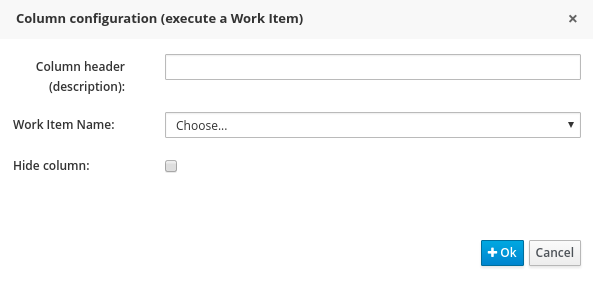 Column configuration (execute a Work Item) ×
Column header
(description):
Work Item Name: Choose...
Hide column:
+ Ok Cancel